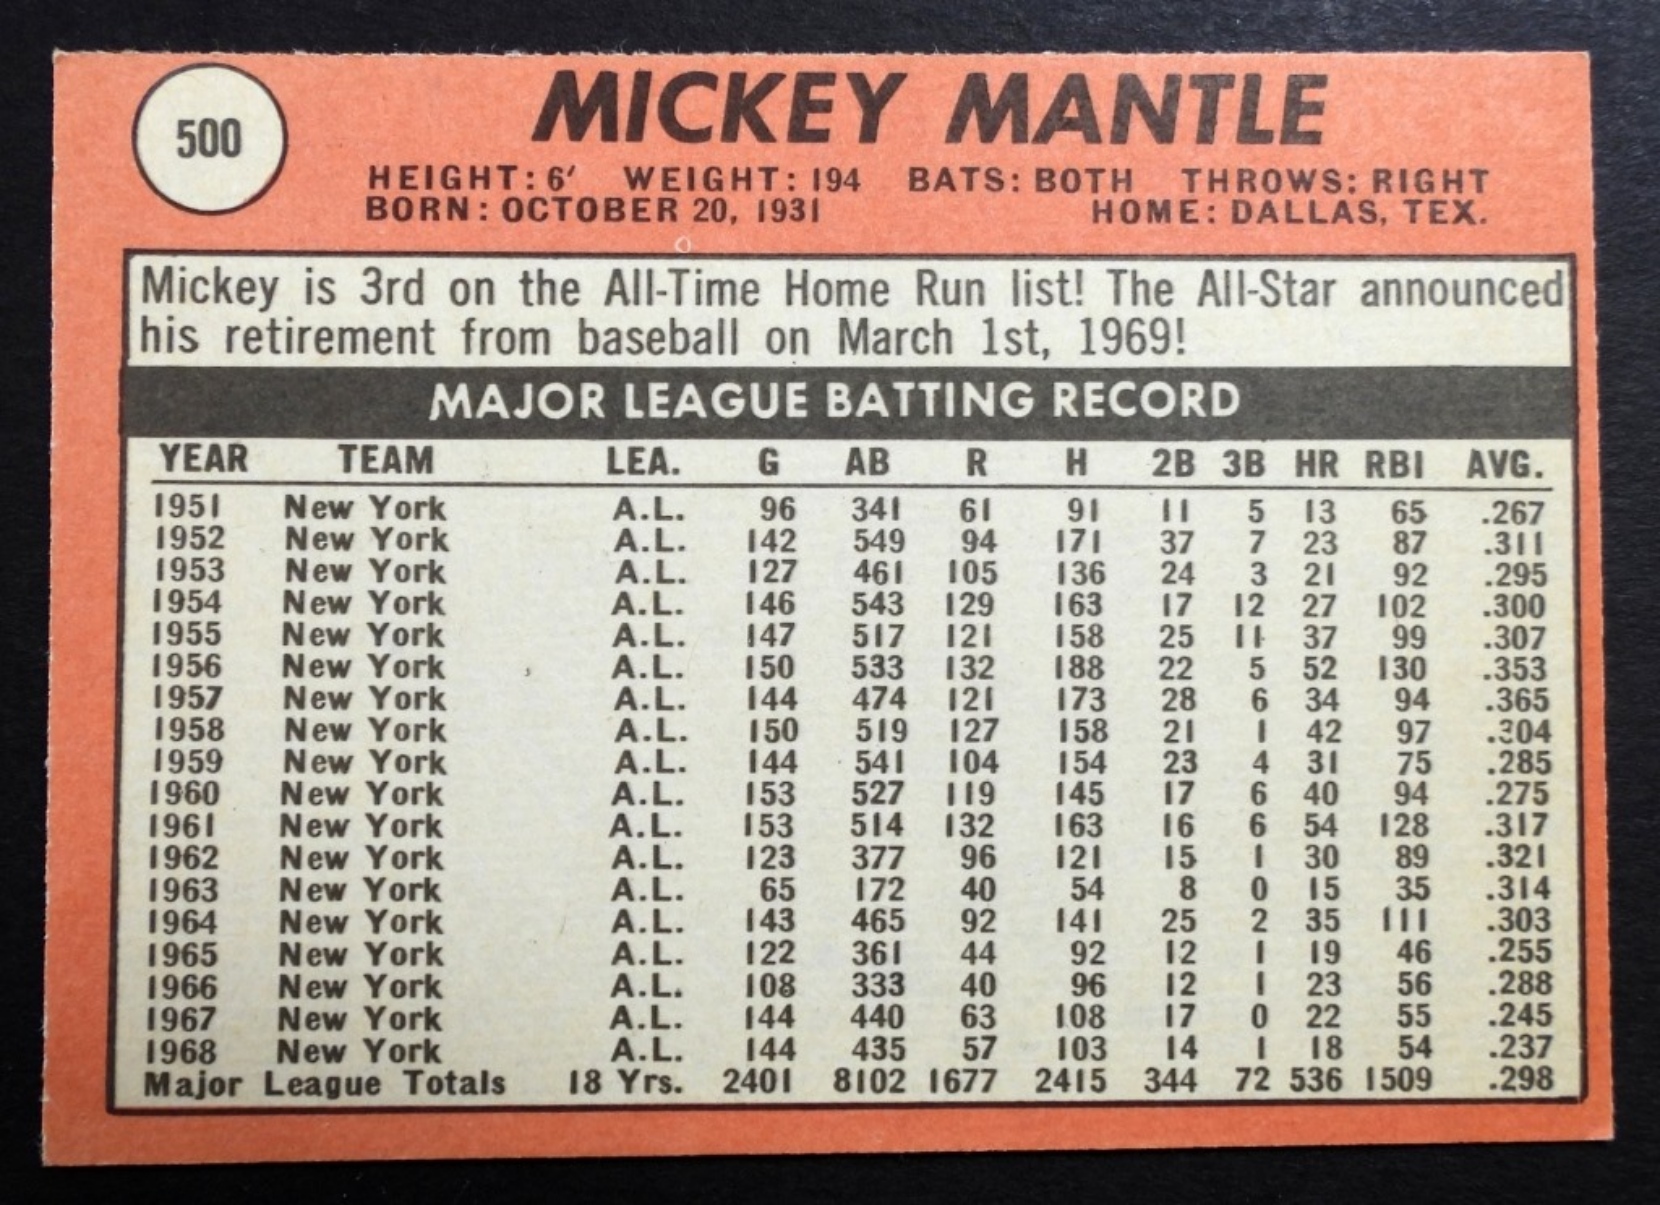 500
MICKEY MANTLE
HEIGHT: 6' WEIGHT: 194 BATS: BOTH THROWS: RIGHT
BORN: OCTOBER 20, 1931 HOME: DALLAS, TEX.
Mickey is 3rd on the All-Time Home Run list! The All-Star announced
his retirement from baseball on March 1st, 1969!
MAJOR LEAGUE BATTING RECORD
YEAR TEAM LEA. G AB R H 2B 3B HR RBI AVG.
1951 New York A.L. 96 341 61 91 11 5 13 65 .267
1952 New York A.L. 142 549 94 171 37 7 23 87 .311
1953 New York A.L. 127 461 105 136 24 3 21 92 .295
1954 New York A.L. 146 543 129 163 17 12 27 102 .300
1955 New York A.L. 147 517 121 158 25 11 37 99 .307
1956 New York A.L. 150 533 132 188 22 5 52 130 .353
1957 New York A.L. 144 474 121 173 28 6 34 94 .365
1958 New York A.L. 150 519 127 158 21 1 42 97 .304
1959 New York A.L. 144 541 104 154 23 4 31 75 .285
1960 New York A.L. 153 527 119 145 17 6 40 94 .275
1961 New York A.L. 153 514 132 163 16 6 54 128 .317
1962 New York A.L. 123 377 96 121 15 1 30 89 .321
1963 New York A.L. 65 172 40 54 8 0 15 35 .314
1964 New York A.L. 143 465 92 141 25 2 35 111 .303
1965 New York A.L. 122 361 44 92 12 1 19 46 .255
1966 New York A.L. 108 333 40 96 12 1 23 56 .288
1967 New York A.L. 144 440 63 108 17 0 22 55 .245
1968 New York A.L. 144 435 57 103 14 1 18 54 .237
Major League Totals 18 Yrs. 2401 8102 1677 2415 344 72 536 1509 .298